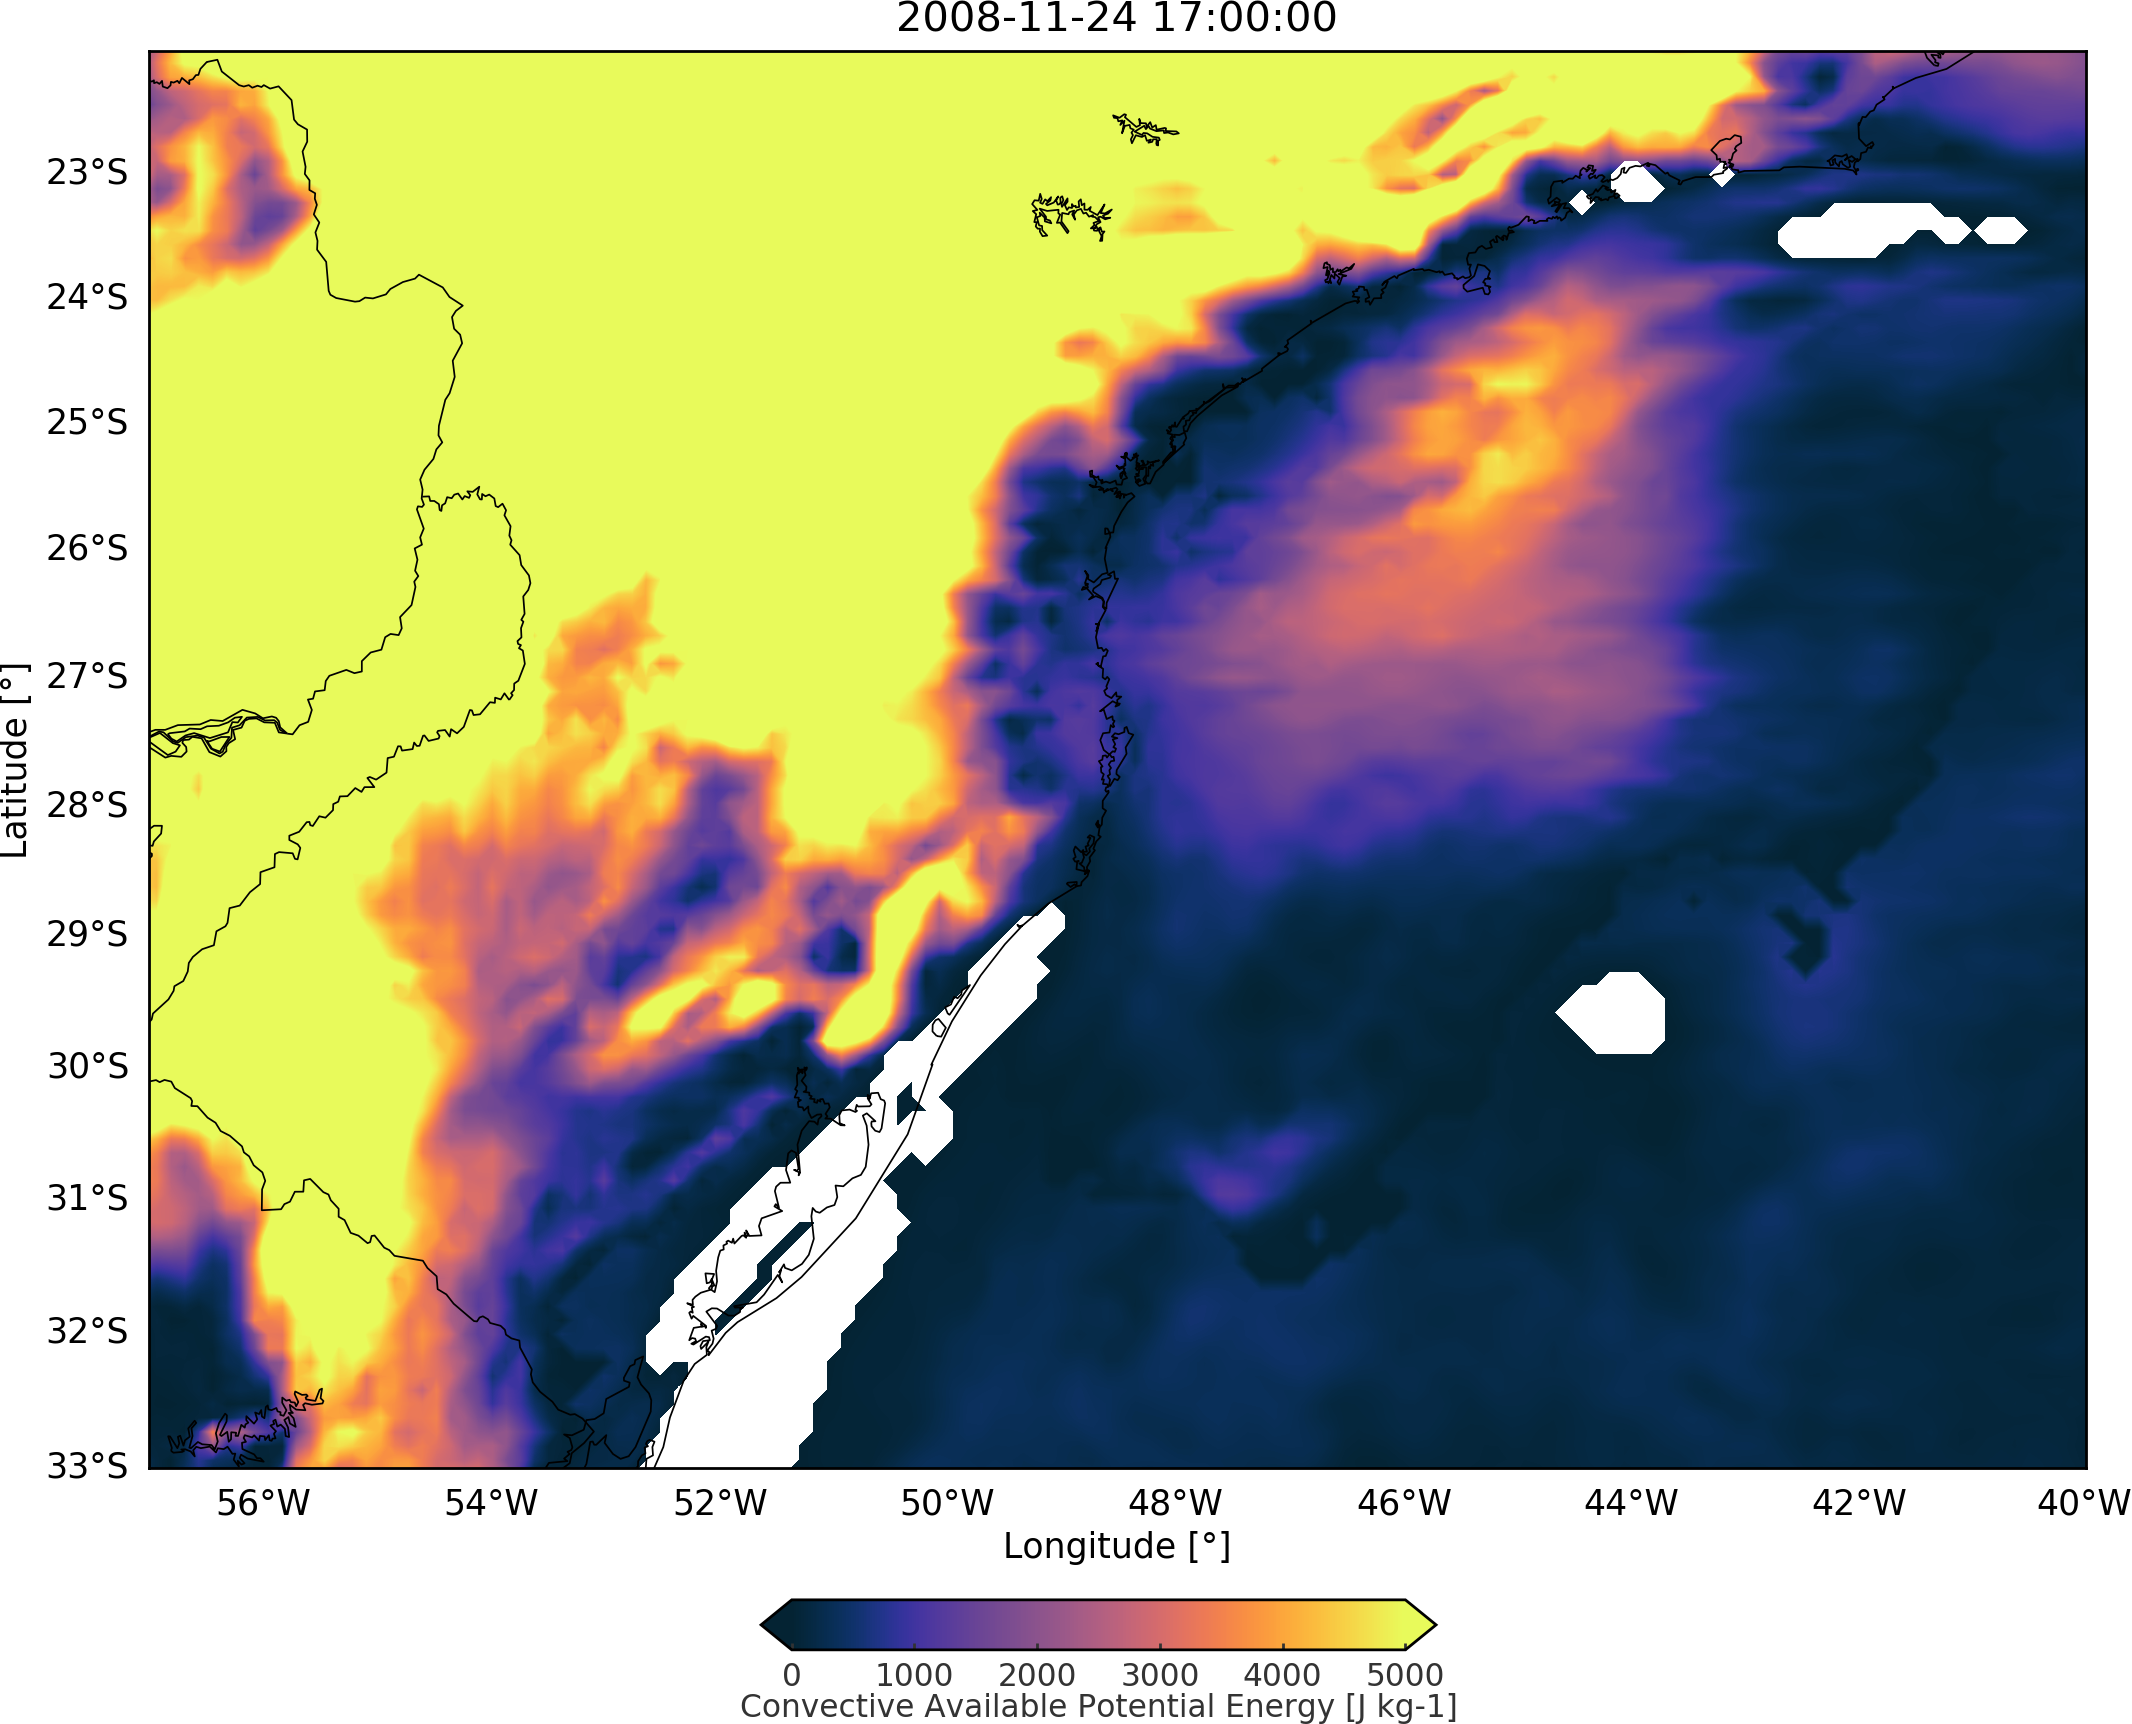 2008-11-24 17:00:00
23°S
24°S
25°S
26°S
27°S
28°S
29°S
30°S
31°S
32°S
33°S
Latitude [°]
56°W 54°W 52°W 50°W 48°W 46°W 44°W 42°W 40°W
Longitude [°]
0 1000 2000 3000 4000 5000
Convective Available Potential Energy [J kg-1]